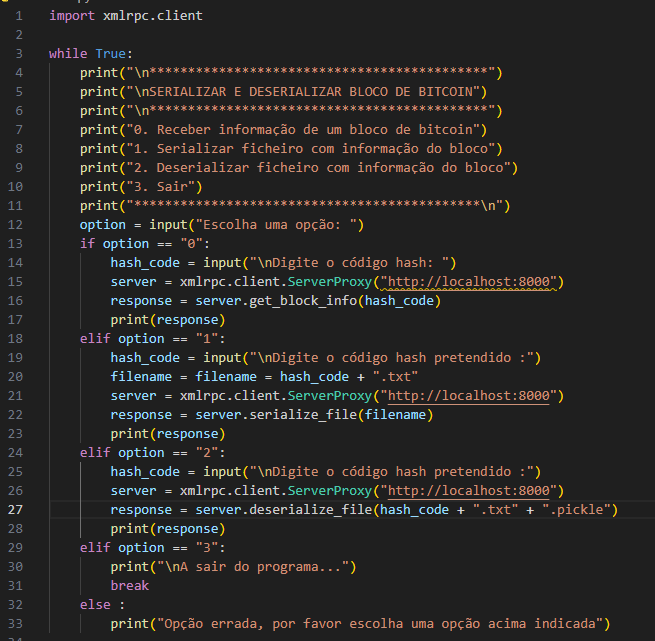 1 import xmlrpc.client
2
3 while True:
4     print("\n********************************************")
5     print("\nSERIALIZAR E DESERIALIZAR BLOCO DE BITCOIN")
6     print("\n********************************************")
7     print("0. Receber informação de um bloco de bitcoin")
8     print("1. Serializar ficheiro com informação do bloco")
9     print("2. Deserializar ficheiro com informação do bloco")
10     print("3. Sair")
11     print("********************************************\n")
12     option = input("Escolha uma opção: ")
13     if option == "0":
14         hash_code = input("\nDigite o código hash: ")
15         server = xmlrpc.client.ServerProxy("http://localhost:8000")
16         response = server.get_block_info(hash_code)
17         print(response)
18     elif option == "1":
19         hash_code = input("\nDigite o código hash pretendido :")
20         filename = filename = hash_code + ".txt"
21         server = xmlrpc.client.ServerProxy("http://localhost:8000")
22         response = server.serialize_file(filename)
23         print(response)
24     elif option == "2":
25         hash_code = input("\nDigite o código hash pretendido :")
26         server = xmlrpc.client.ServerProxy("http://localhost:8000")
27         response = server.deserialize_file(hash_code + ".txt" + ".pickle")
28         print(response)
29     elif option == "3":
30         print("\nA sair do programa...")
31         break
32     else :
33         print("Opção errada, por favor escolha uma opção acima indicada")